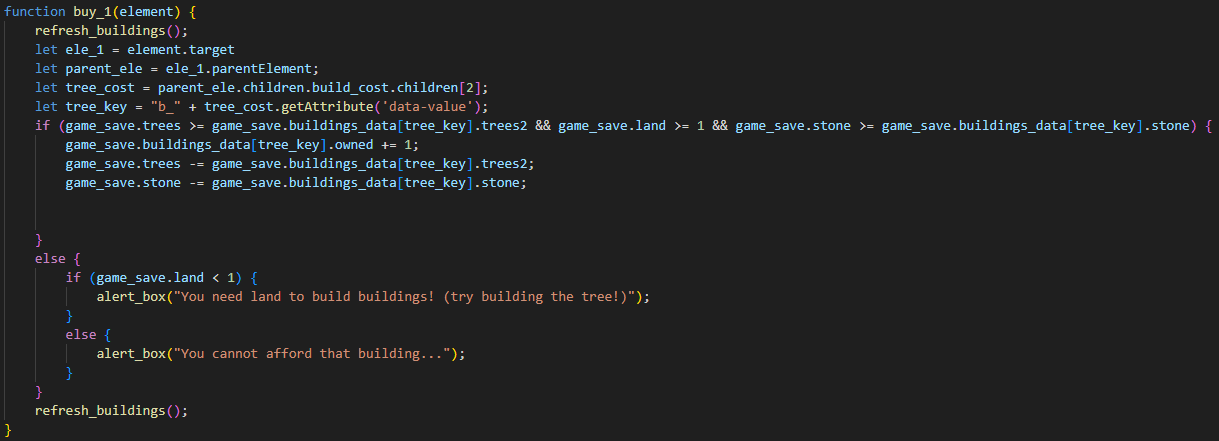 function buy_1(element) {
    refresh_buildings();
    let ele_1 = element.target
    let parent_ele = ele_1.parentElement;
    let tree_cost = parent_ele.children.build_cost.children[2];
    let tree_key = "b_" + tree_cost.getAttribute('data-value');
    if (game_save.trees >= game_save.buildings_data[tree_key].trees2 && game_save.land >= 1 && game_save.stone >= game_save.buildings_data[tree_key].stone) {
        game_save.buildings_data[tree_key].owned += 1;
        game_save.trees -= game_save.buildings_data[tree_key].trees2;
        game_save.stone -= game_save.buildings_data[tree_key].stone;
    }
    else {
        if (game_save.land < 1) {
            alert_box("You need land to build buildings! (try building the tree!)");
        }
        else {
            alert_box("You cannot afford that building...");
        }
    }
    refresh_buildings();
}